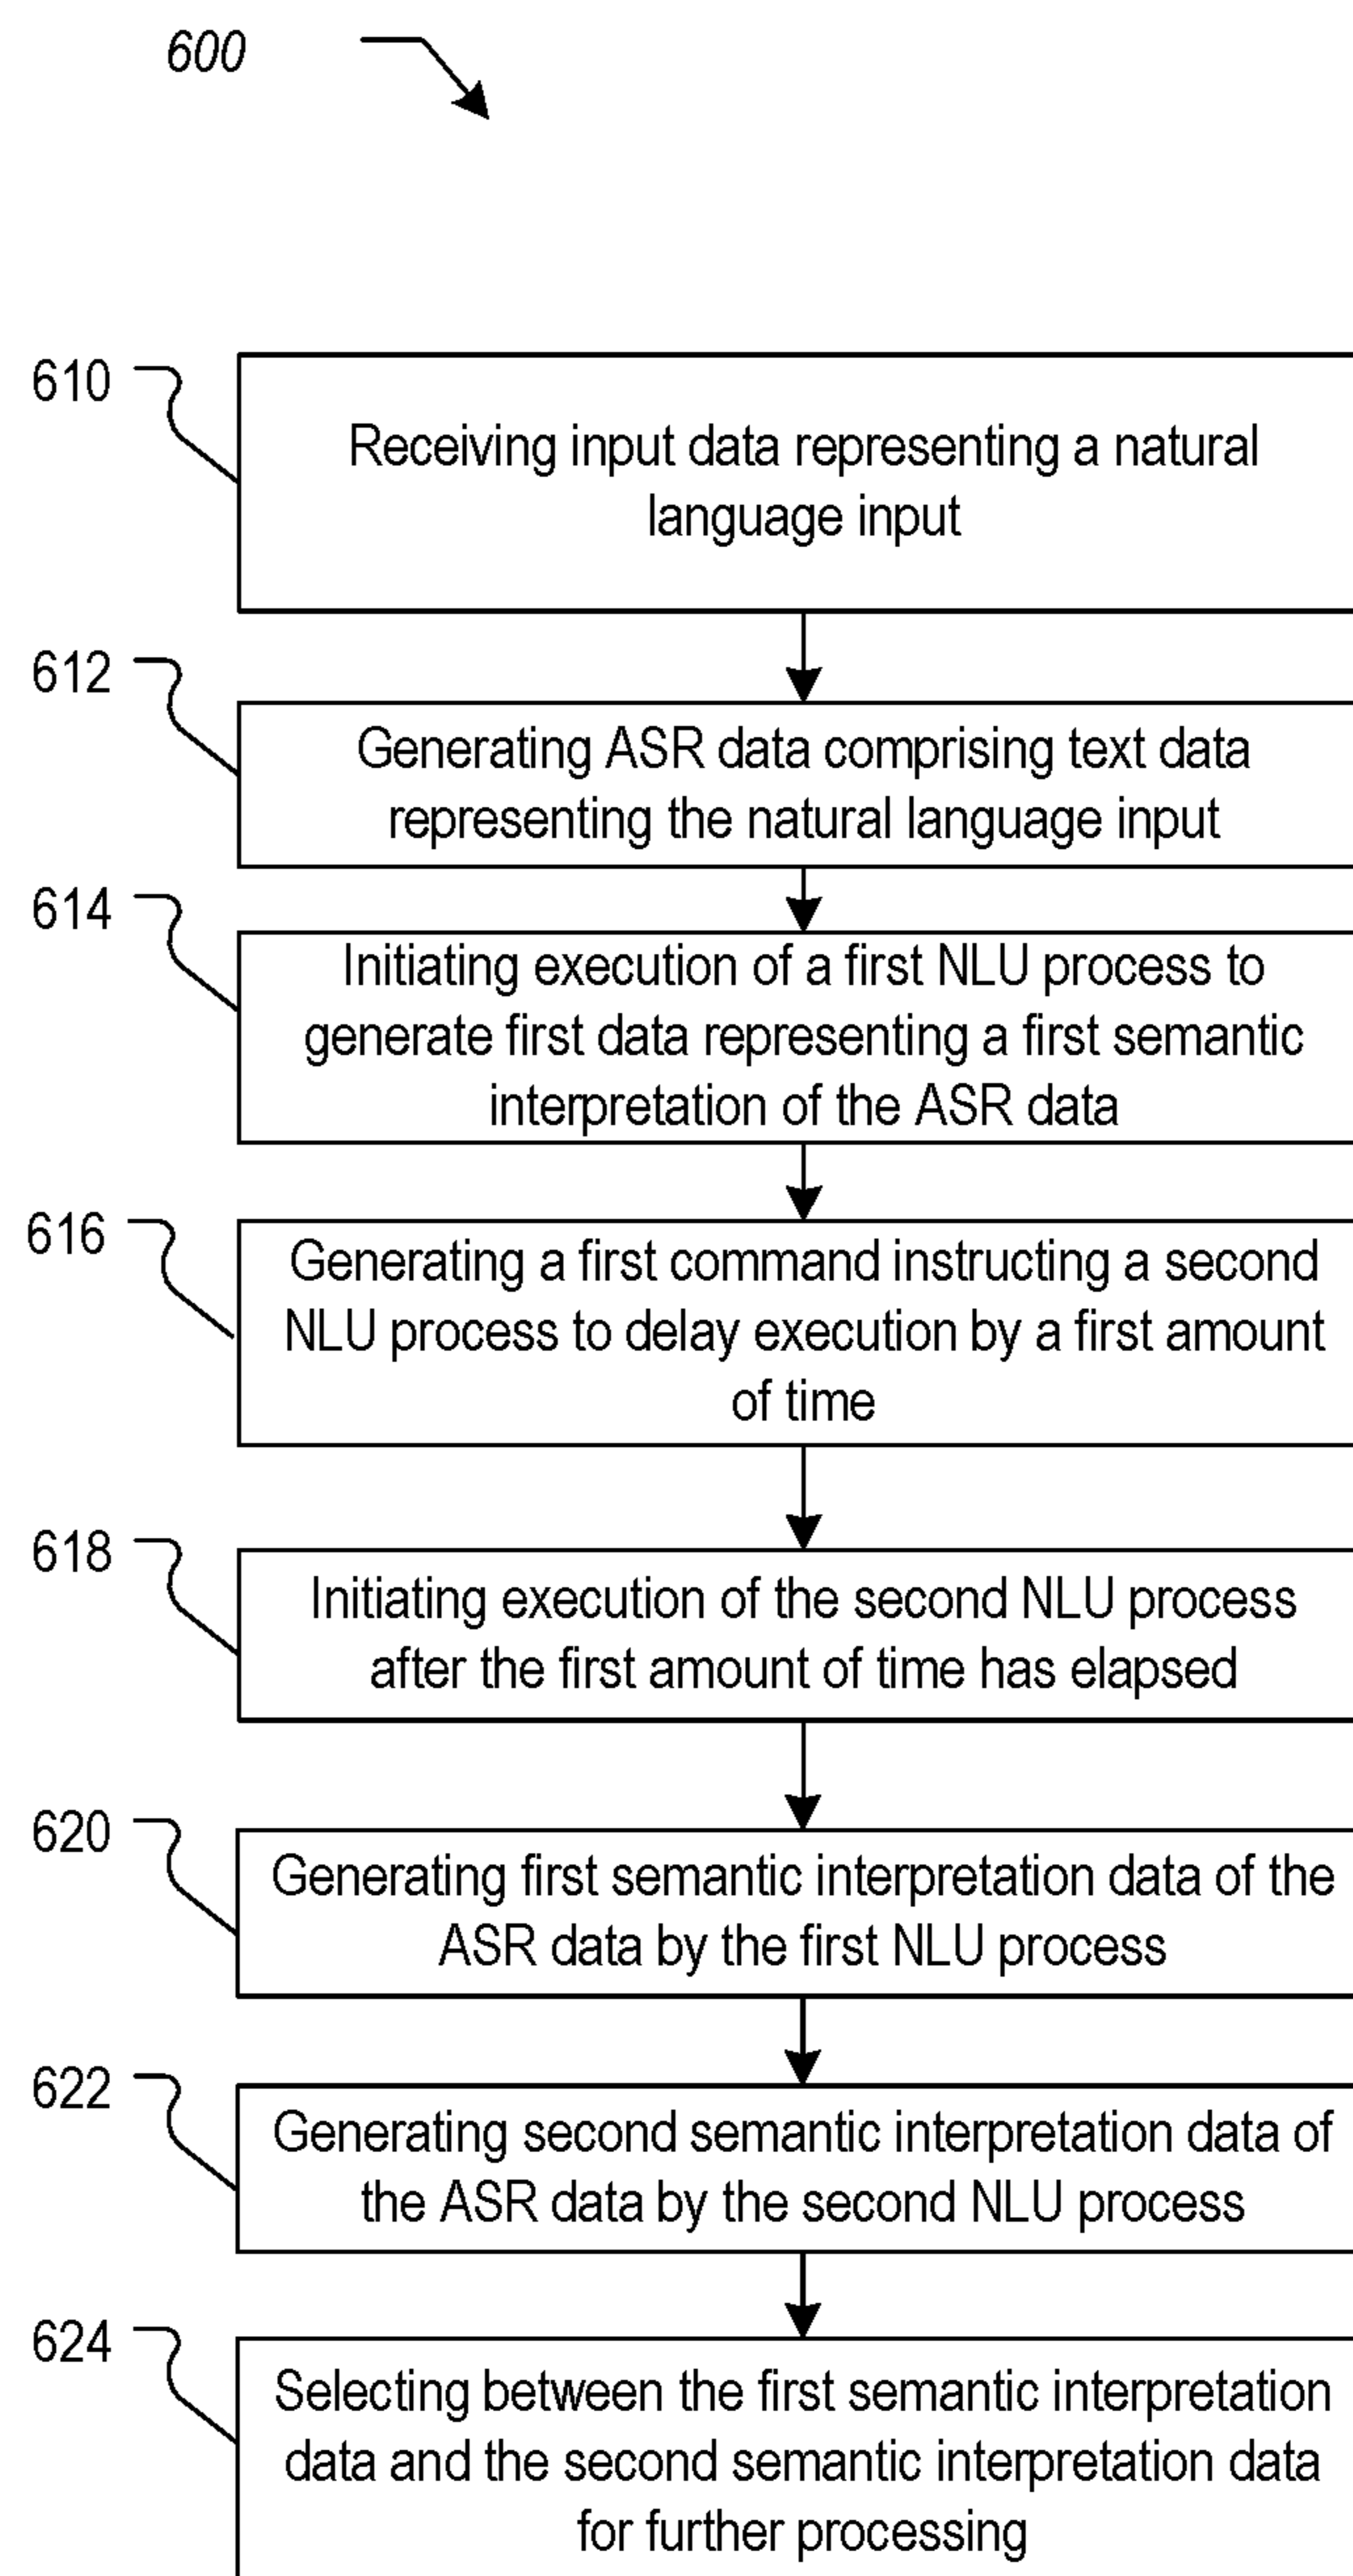 600
610
Receiving input data representing a natural
language input
612
Generating ASR data comprising text data
representing the natural language input
614
Initiating execution of a first NLU process to
generate first data representing a first semantic
interpretation of the ASR data
616
Generating a first command instructing a second
NLU process to delay execution by a first amount
of time
618
Initiating execution of the second NLU process
after the first amount of time has elapsed
620
Generating first semantic interpretation data of the
ASR data by the first NLU process
622
Generating second semantic interpretation data of
the ASR data by the second NLU process
624
Selecting between the first semantic interpretation
data and the second semantic interpretation data
for further processing